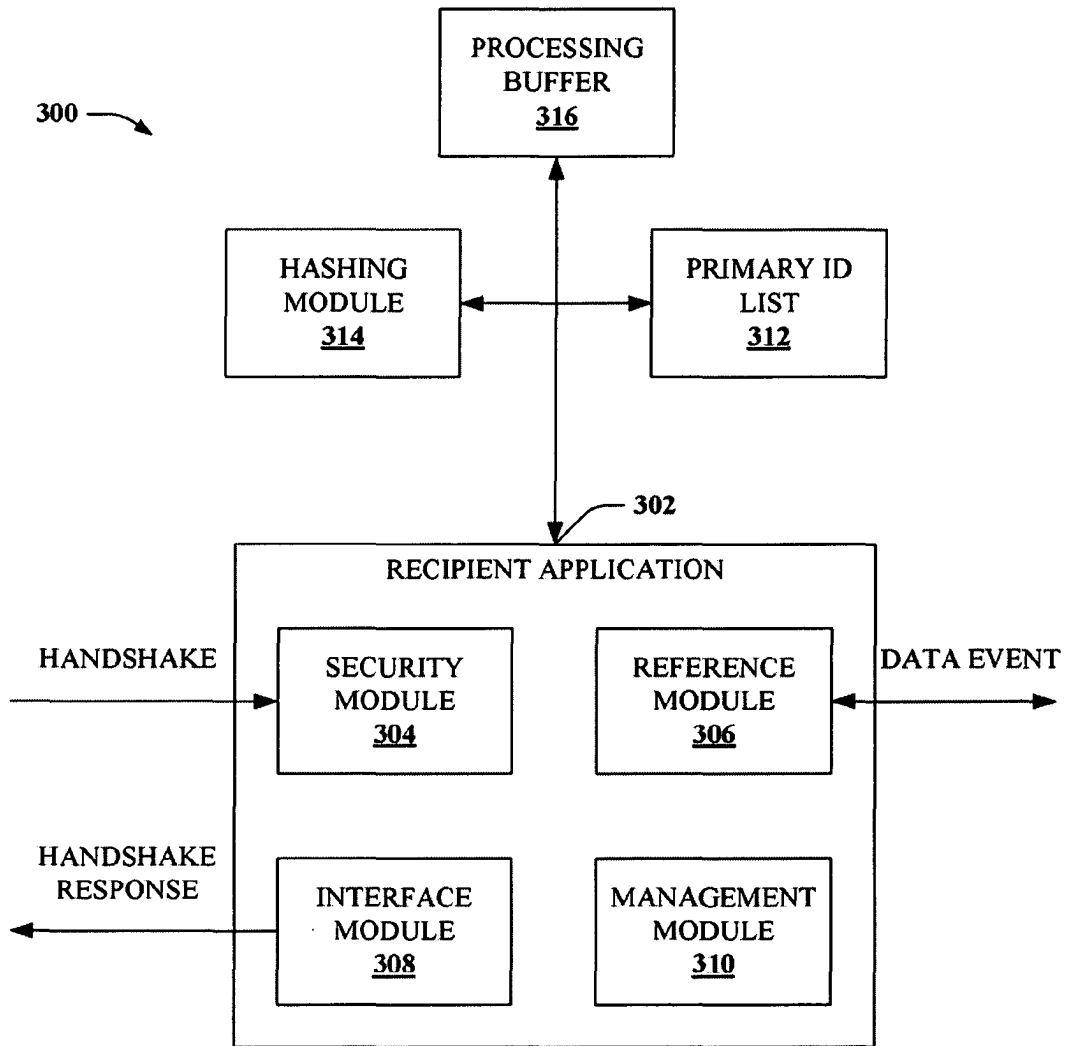 PROCESSING
BUFFER
316
300
HASHING
MODULE
314
PRIMARY ID
LIST
312
302
RECIPIENT APPLICATION
HANDSHAKE
SECURITY
MODULE
304
REFERENCE
MODULE
306
DATA EVENT
HANDSHAKE
RESPONSE
INTERFACE
MODULE
308
MANAGEMENT
MODULE
310